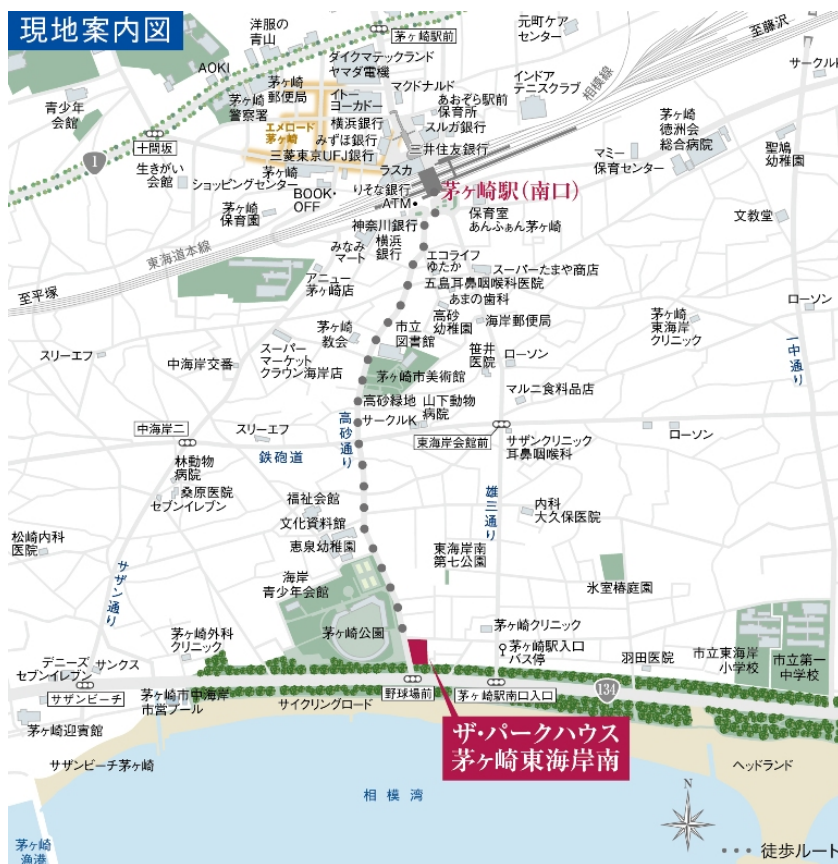 現地案内図
洋服の
青山
茅ヶ崎駅前
元町ケア
センター
至藤沢
ダイクマテックランド
ヤマダ電機
AOKI
マクドナルド
サークルK
青少年
会館
茅ヶ崎
郵便局
茅ヶ崎
警察署
イトー
ヨーカドー
あおぞら駅前
保育所
インドア
テニスクラブ
相模線
エメロード
茅ヶ崎
横浜銀行
スルガ銀行
みずほ銀行
三井住友銀行
茅ヶ崎
徳洲会
総合病院
十間坂
1
生きがい
会館
三菱東京UFJ銀行
茅ヶ崎
ショッピングセンター
ラスカ
マミー
保育センター
聖鳩
幼稚園
BOOK・
OFF
りそな銀行
ATM
茅ヶ崎駅(南口)
茅ヶ崎
保育園
神奈川銀行
保育室
あんふぁん茅ヶ崎
文教堂
東海道本線
みなみ
マート
横浜
銀行
エコライフ
ゆたか
スーパーたまや商店
五島耳鼻咽喉科医院
至平塚
アニュー
茅ヶ崎店
あまの歯科
高砂
幼稚園
海岸郵便局
ローソン
茅ヶ崎
東海岸
クリニック
一中通り
茅ヶ崎
教会
市立
図書館
スリーエフ
中海岸交番
スーパー
マーケット
クラウン海岸店
笹井
医院
ローソン
茅ヶ崎市美術館
マルニ食料品店
高砂緑地
山下動物
病院
サークルK
高砂通り
中海岸二
スリーエフ
東海岸会館前
サザンクリニック
耳鼻咽喉科
ローソン
鉄砲道
林動物
病院
桑原医院
セブンイレブン
福祉会館
雄三通り
内科
大久保医院
文化資料館
松崎内科
医院
恵泉幼稚園
東海岸南
第七公園
サザン通り
海岸
青少年会館
氷室椿庭園
茅ヶ崎公園
茅ヶ崎クリニック
茅ヶ崎外科
クリニック
茅ヶ崎駅入口
バス停
羽田医院
市立東海岸
小学校
市立第一
中学校
デニーズ
サンクス
セブンイレブン
サザンビーチ
茅ヶ崎市中海岸
市営プール
サイクリングロード
野球場前
茅ヶ崎駅南口入口
134
茅ヶ崎迎賓館
ザ・パークハウス
茅ヶ崎東海岸南
サザンビーチ茅ヶ崎
ヘッドランド
相模湾
N
茅ヶ崎
漁港
徒歩ルート